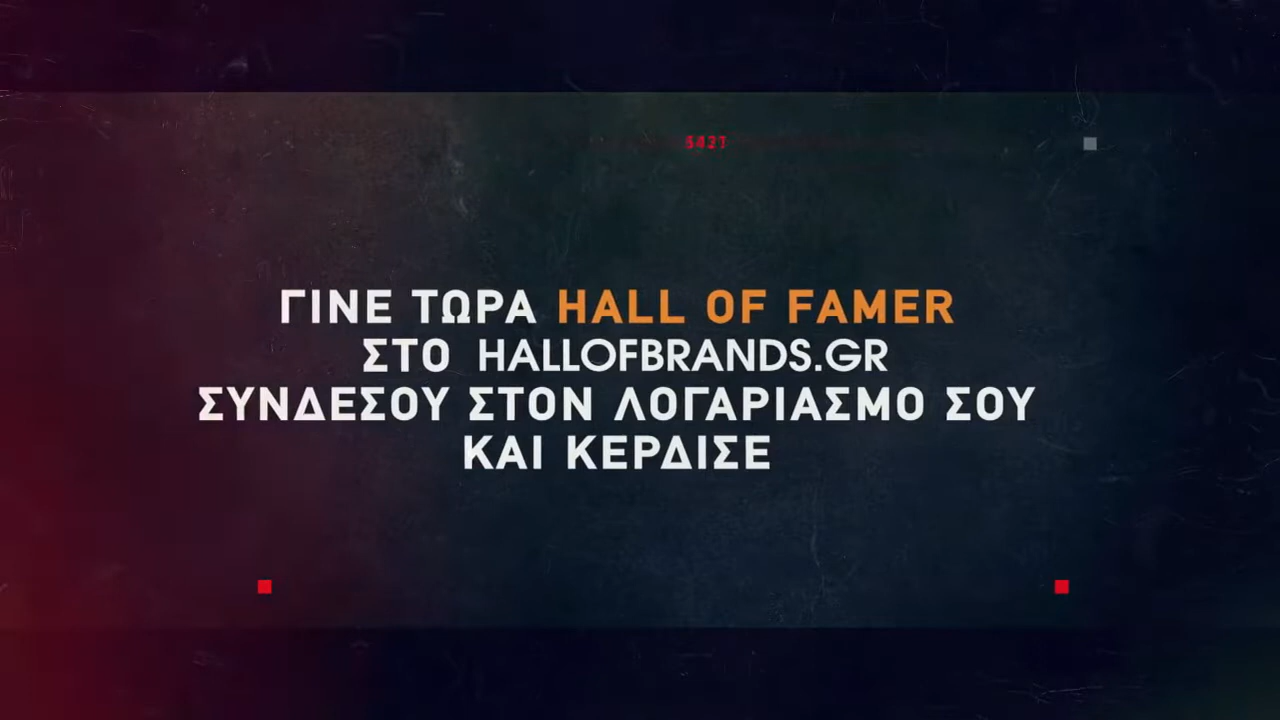 ΓΙΝΕ ΤΩΡΑ HALL OF FAMER
ΣΤΟ HALLOFBRANDS.GR
ΣΥΝΔΕΣΟΥ ΣΤΟΝ ΛΟΓΑΡΙΑΣΜΟ ΣΟΥ
ΚΑΙ ΚΕΡΔΙΣΕ